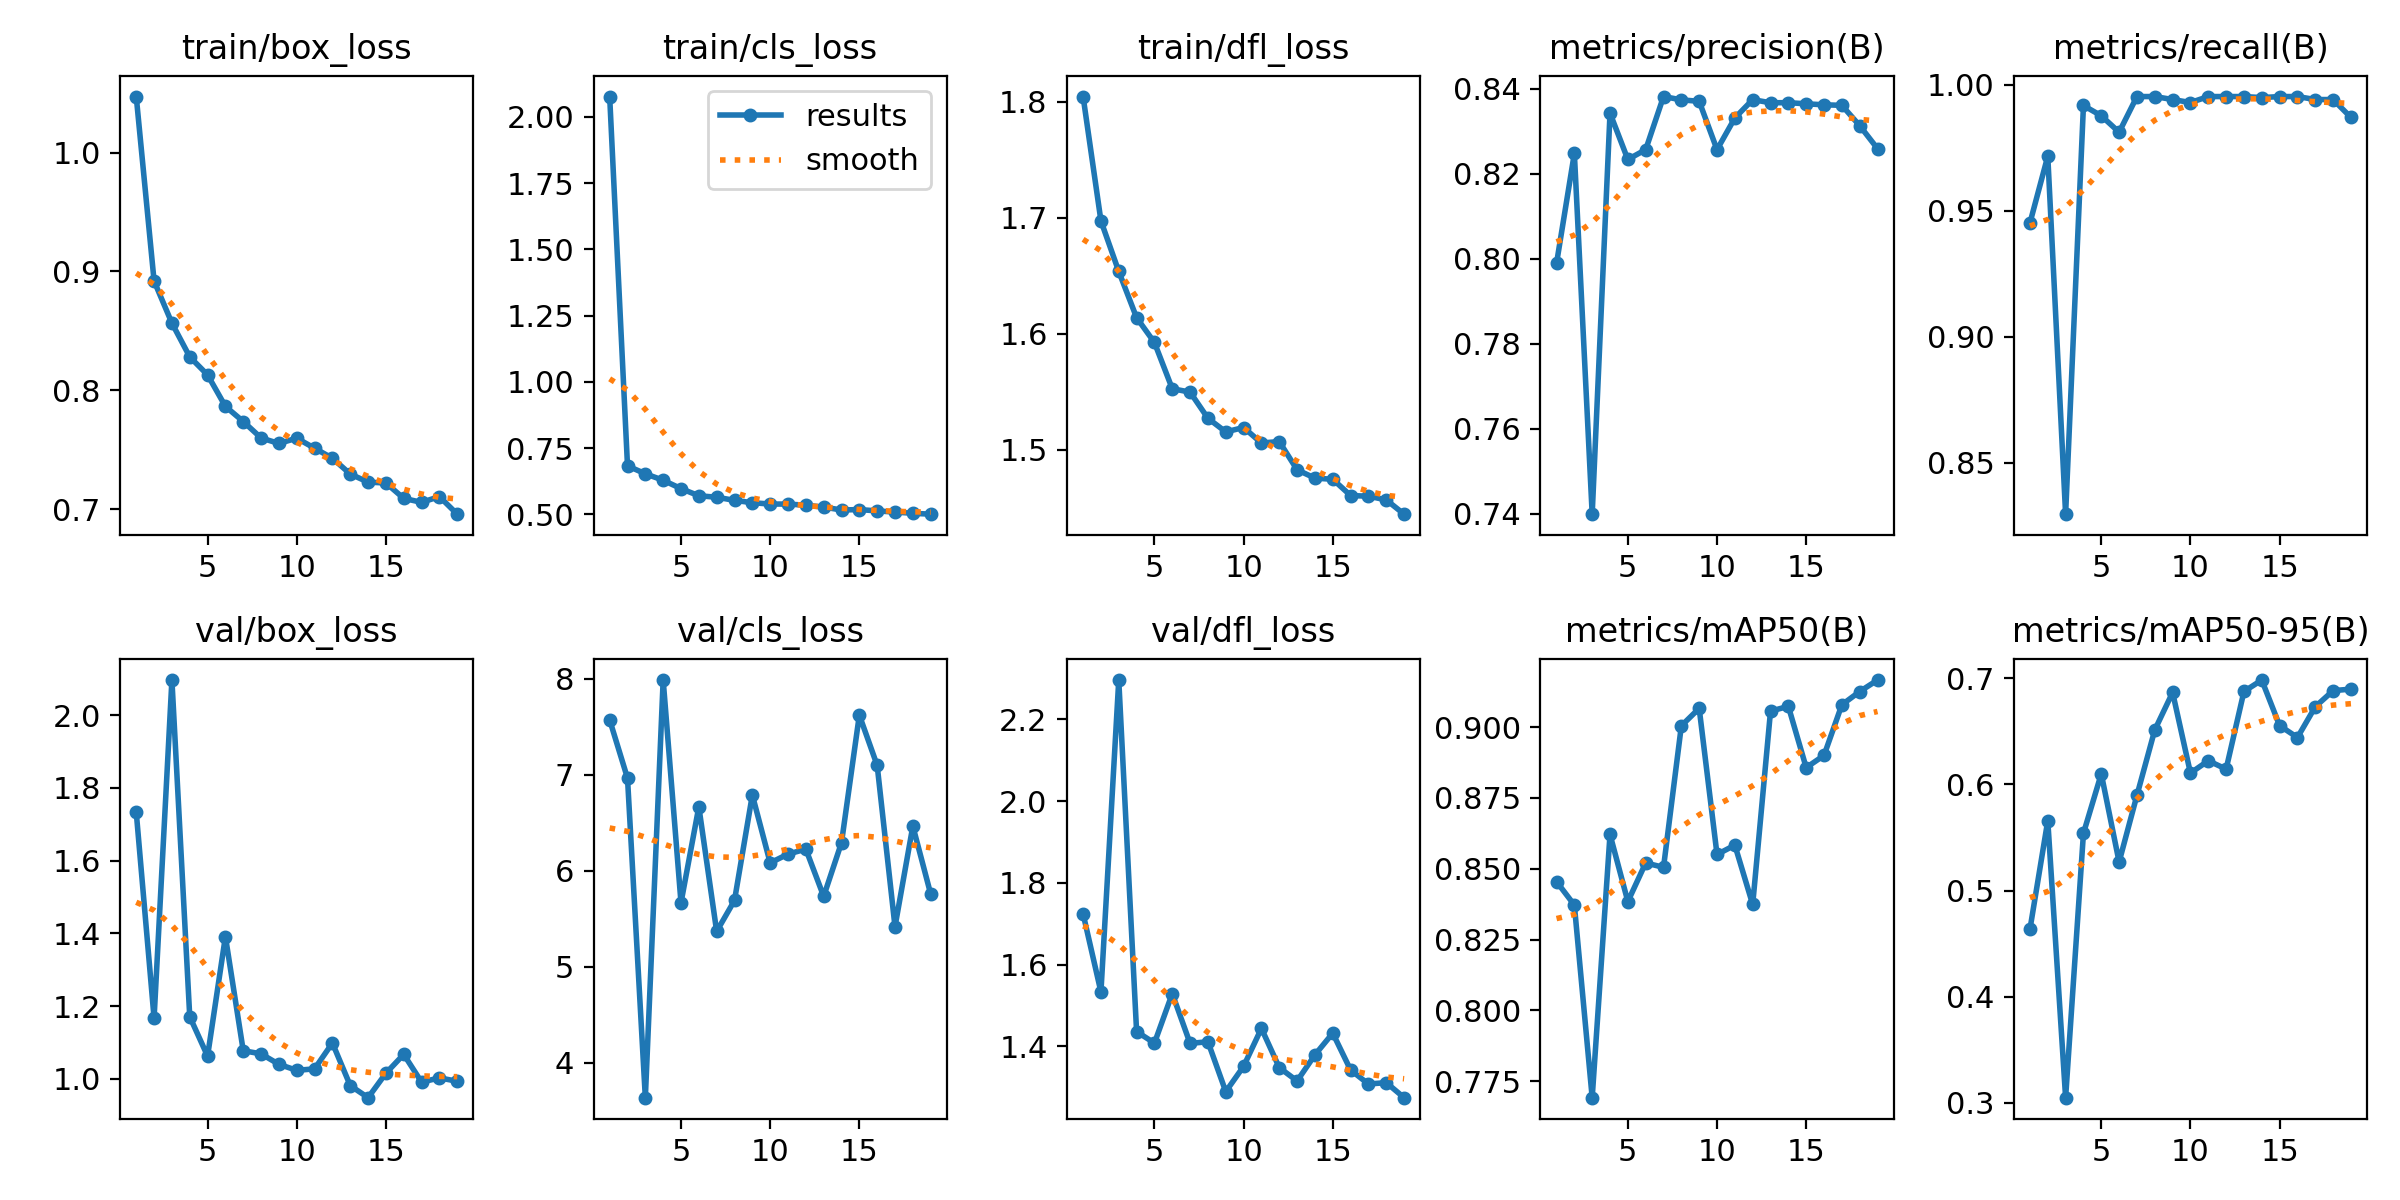 train/box_loss
train/cls_loss
train/dfl_loss
metrics/precision(B)
metrics/recall(B)
1.0
0.9
0.8
0.7
5 10 15
2.00
1.75
1.50
1.25
1.00
0.75
0.50
results
smooth
5 10 15
1.8
1.7
1.6
1.5
5 10 15
0.84
0.82
0.80
0.78
0.76
0.74
5 10 15
1.00
0.95
0.90
0.85
5 10 15
val/box_loss
val/cls_loss
val/dfl_loss
metrics/mAP50(B)
metrics/mAP50-95(B)
2.0
1.8
1.6
1.4
1.2
1.0
5 10 15
8
7
6
5
4
5 10 15
2.2
2.0
1.8
1.6
1.4
5 10 15
0.900
0.875
0.850
0.825
0.800
0.775
5 10 15
0.7
0.6
0.5
0.4
0.3
5 10 15